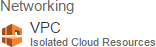 Networking
VPC
Isolated Cloud Resources